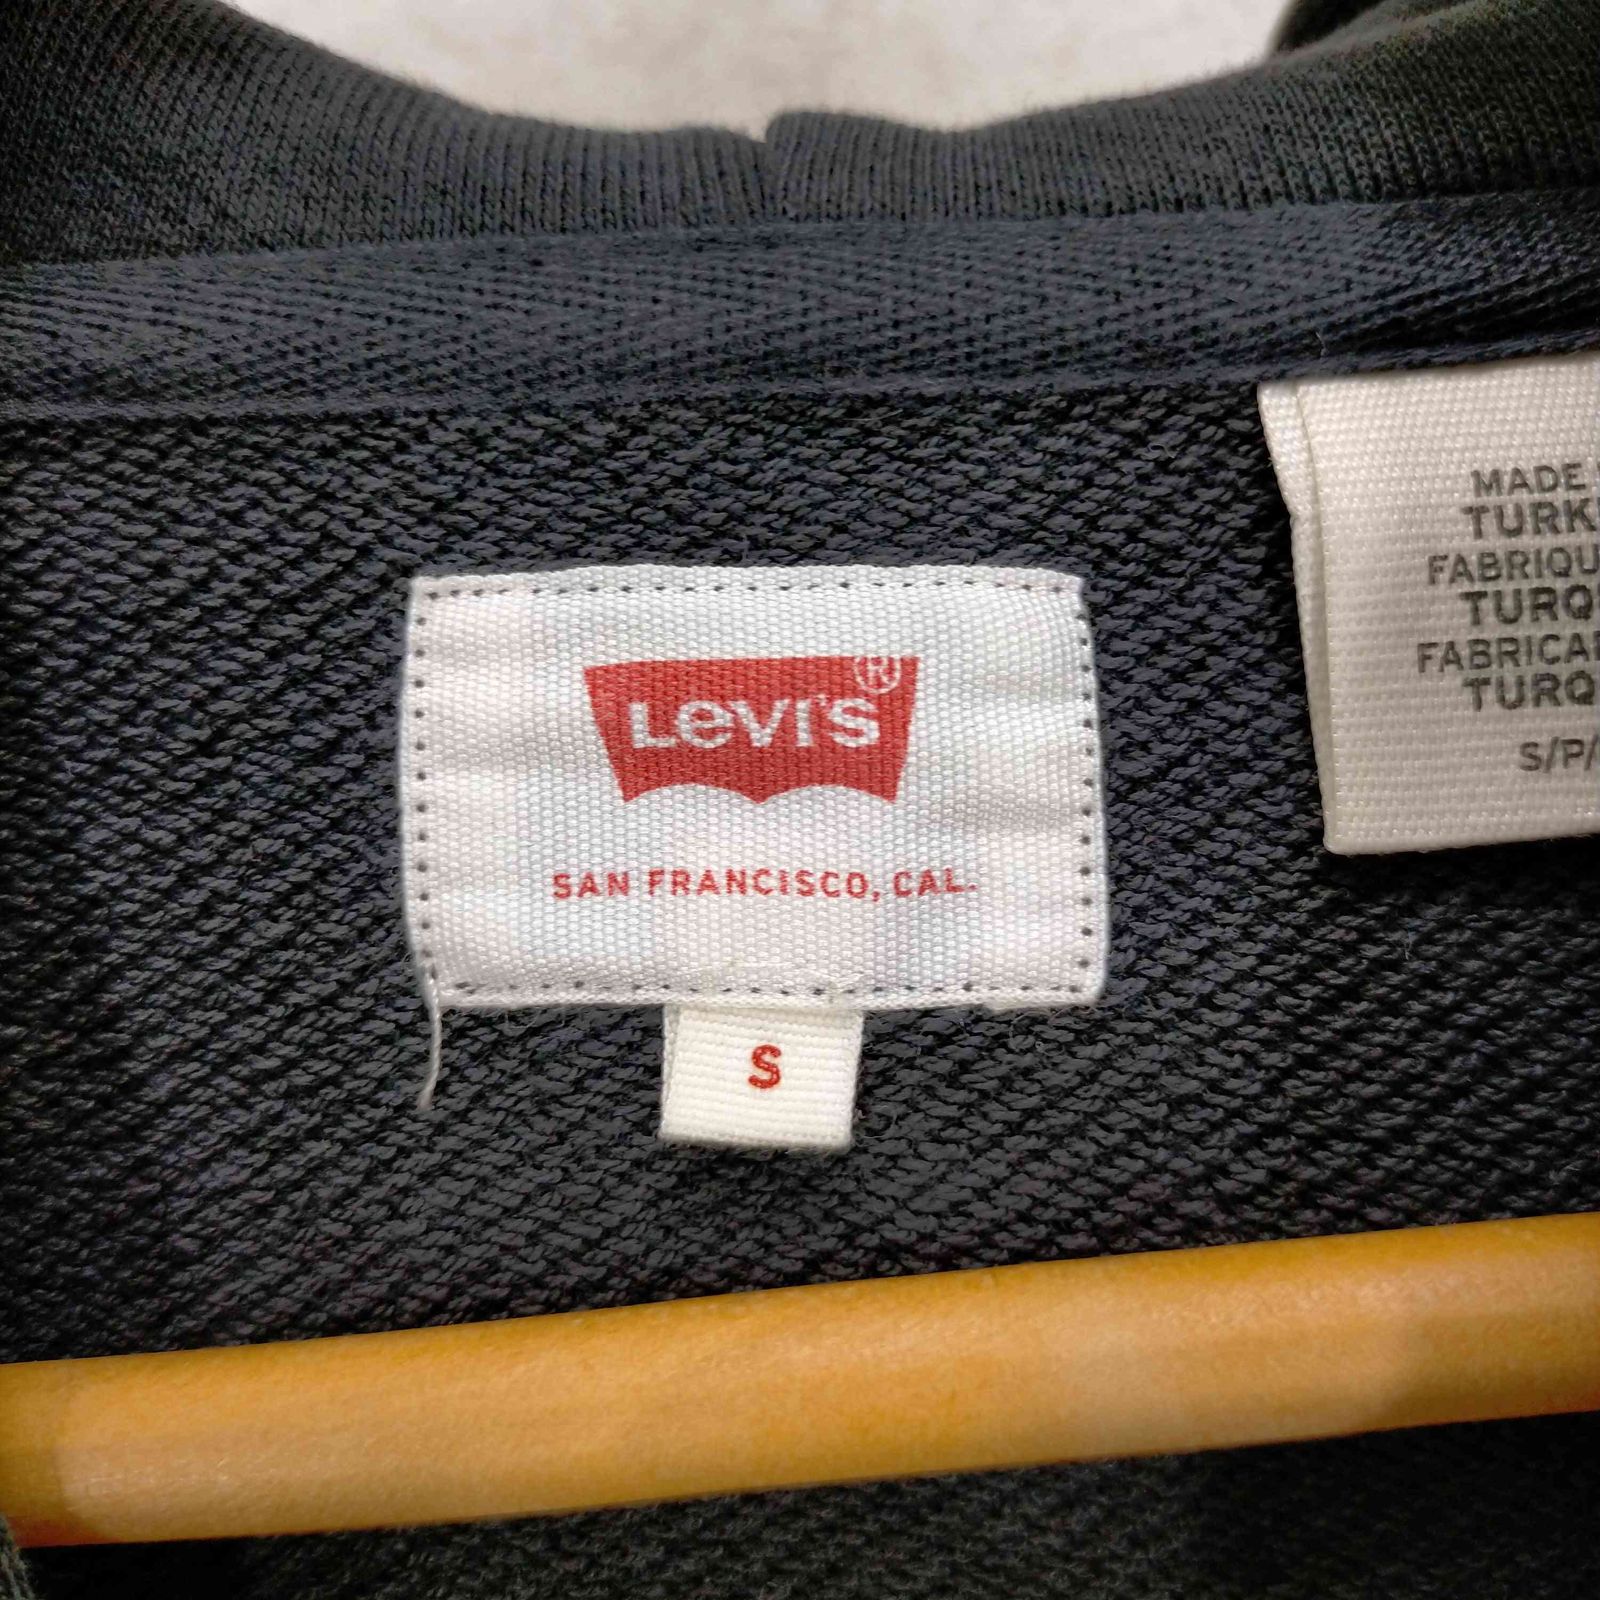 Levi's®
SAN FRANCISCO, CAL.
S
MADE
TURK
FABRIQU
TURQ
FABRICA
TURQ
S/P/